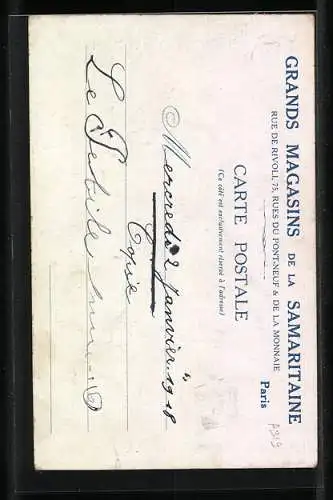 GRANDS MAGASINS DE LA SAMARITAINE
RUE DE RIVOLI, 75, RUES DU PONT-NEUF & DE LA MONNAIE
Paris
CARTE POSTALE
(Ce côté est exclusivement réservé à l'adresse)
Mercredi 2 janvier 1918
Le